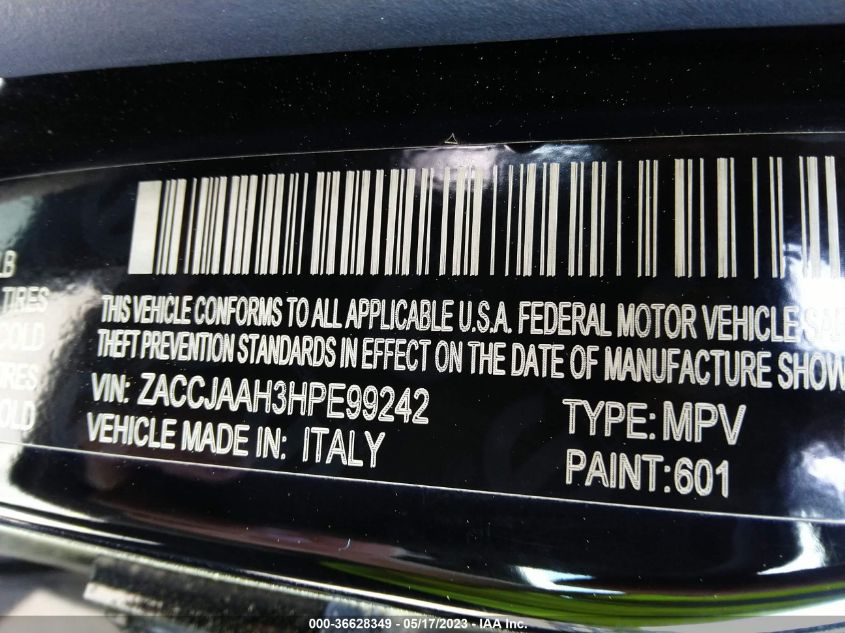 LB
TIRES
COLD
THIS VEHICLE CONFORMS TO ALL APPLICABLE U.S.A. FEDERAL MOTOR VEHICLE
THEFT PREVENTION STANDARDS IN EFFECT ON THE DATE OF MANUFACTURE SHOW
VIN: ZACCJAAH3HPE99242
TYPE: MPV
VEHICLE MADE IN: ITALY
PAINT:601
000-36628349 - 05/17/2023 - IAA Inc.